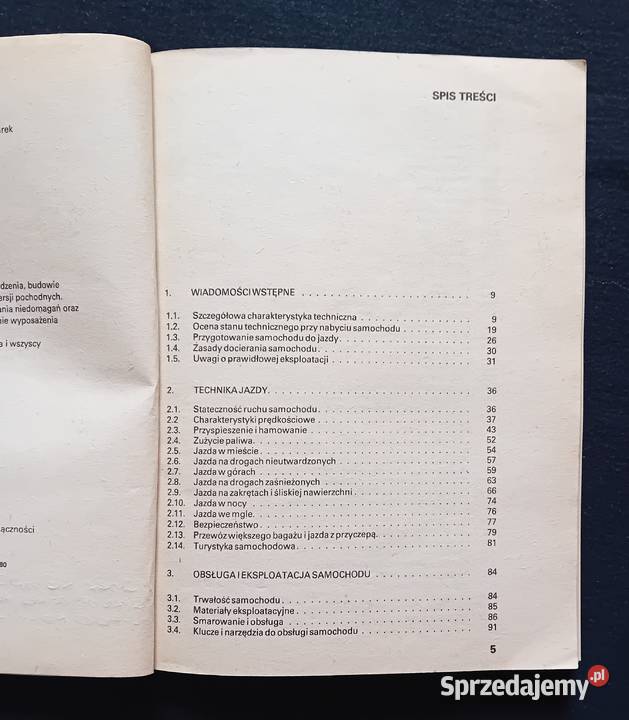 rek
dzenia, budowie
ersji pochodnych.
ania niedomagań oraz
nie wyposażenia
a i wszyscy
ączności
80
SPIS TREŚCI
1. WIADOMOŚCI WSTĘPNE 9
1.1. Szczegółowa charakterystyka techniczna 9
1.2. Ocena stanu technicznego przy nabyciu samochodu 19
1.3. Przygotowanie samochodu do jazdy 26
1.4. Zasady docierania samochodu 30
1.5. Uwagi o prawidłowej eksploatacji 31
2. TECHNIKA JAZDY 36
2.1. Stateczność ruchu samochodu 36
2.2 Charakterystyki prędkościowe 37
2.3. Przyspieszenie i hamowanie 43
2.4. Zużycie paliwa 52
2.5. Jazda w mieście 54
2.6. Jazda na drogach nieutwardzonych 57
2.7. Jazda w górach 59
2.8. Jazda na drogach zaśnieżonych 63
2.9. Jazda na zakrętach i śliskiej nawierzchni 66
2.10. Jazda w nocy 74
2.11. Jazda we mgle 76
2.12. Bezpieczeństwo 77
2.13. Przewóz większego bagażu i jazda z przyczepą 79
2.14. Turystyka samochodowa 81
3. OBSŁUGA I EKSPLOATACJA SAMOCHODU 84
3.1. Trwałość samochodu 84
3.2. Materiały eksploatacyjne 85
3.3. Smarowanie i obsługa 86
3.4. Klucze i narzędzia do obsługi samochodu 91
5
Sprzedajemy.pl